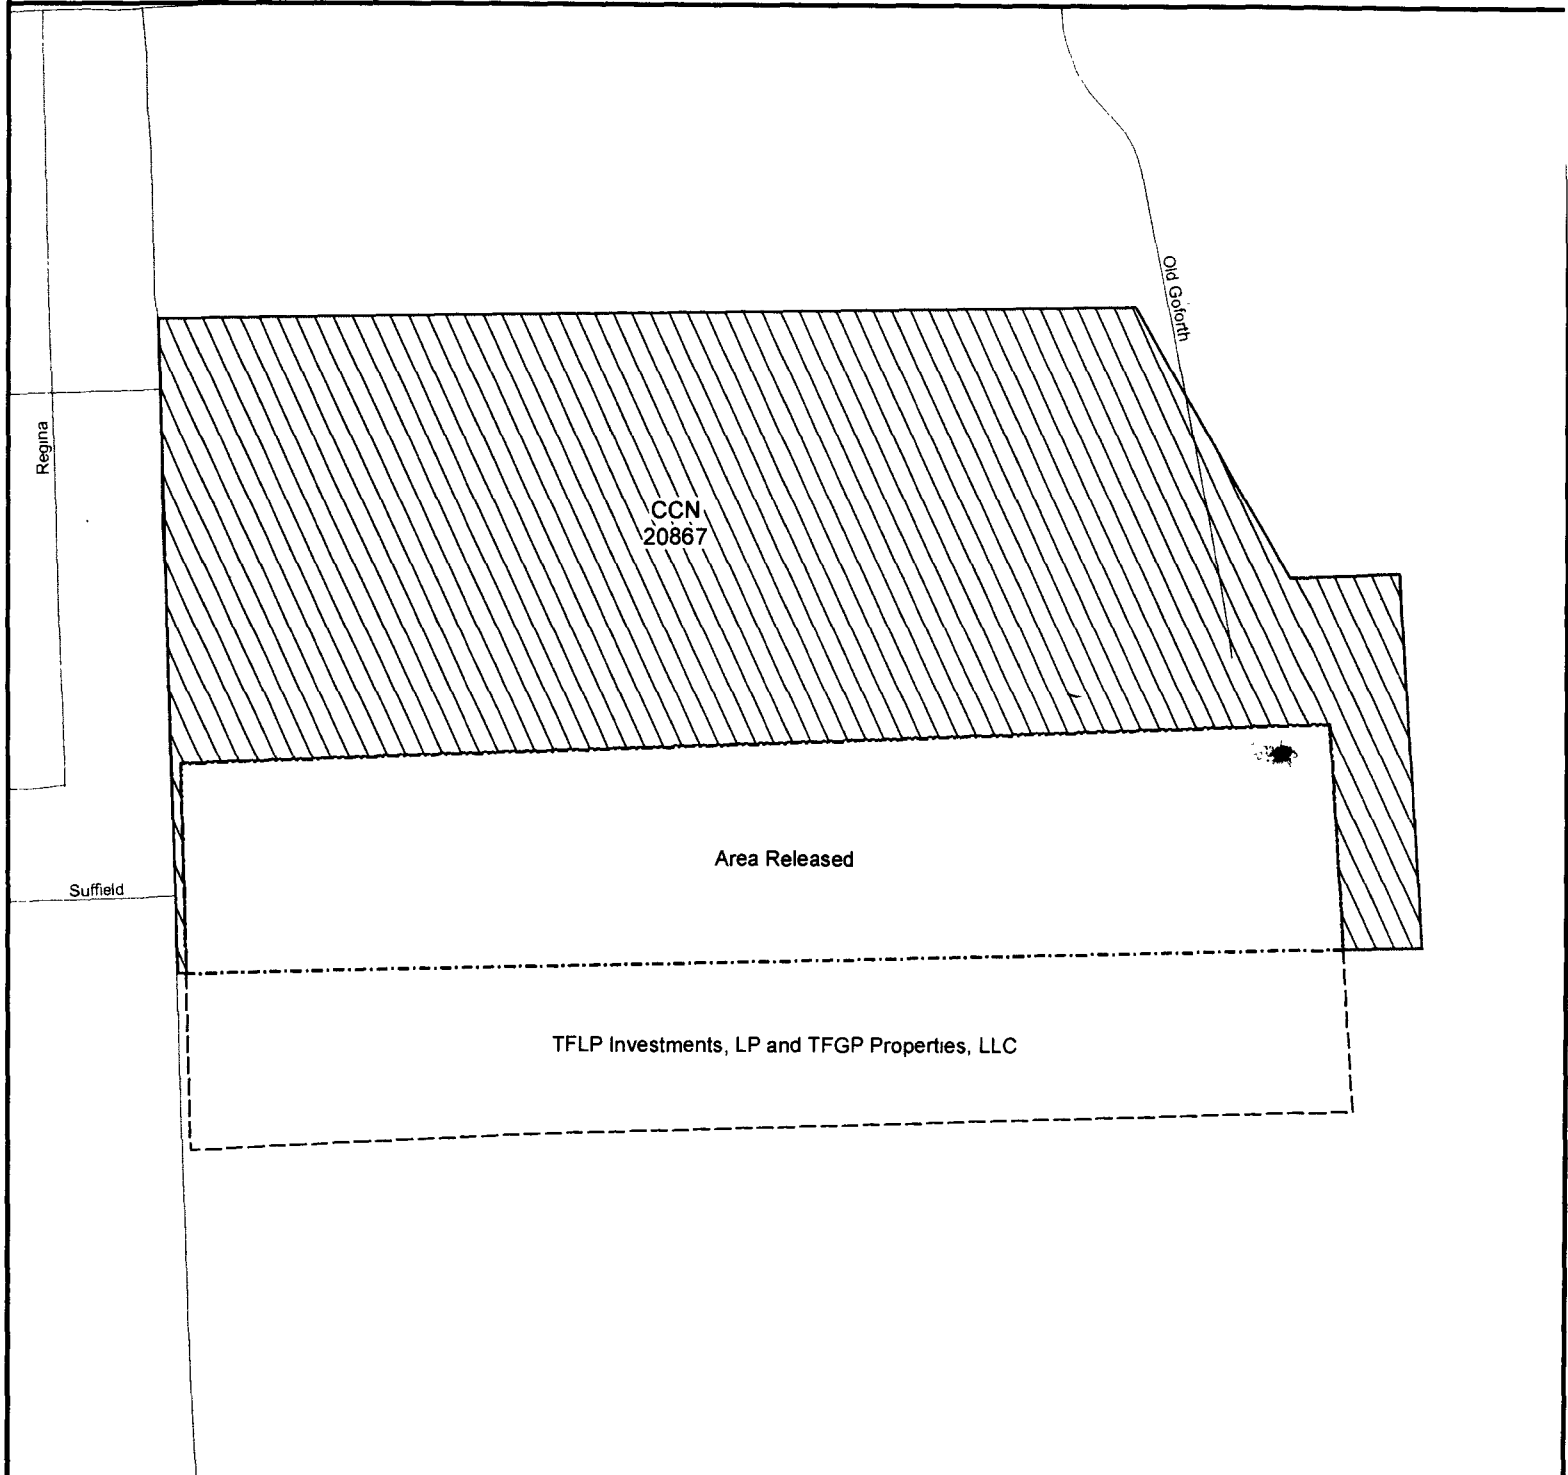 Old Goforth
Regina
CCN
20867
Area Released
Suffield
TFLP Investments, LP and TFGP Properties, LLC